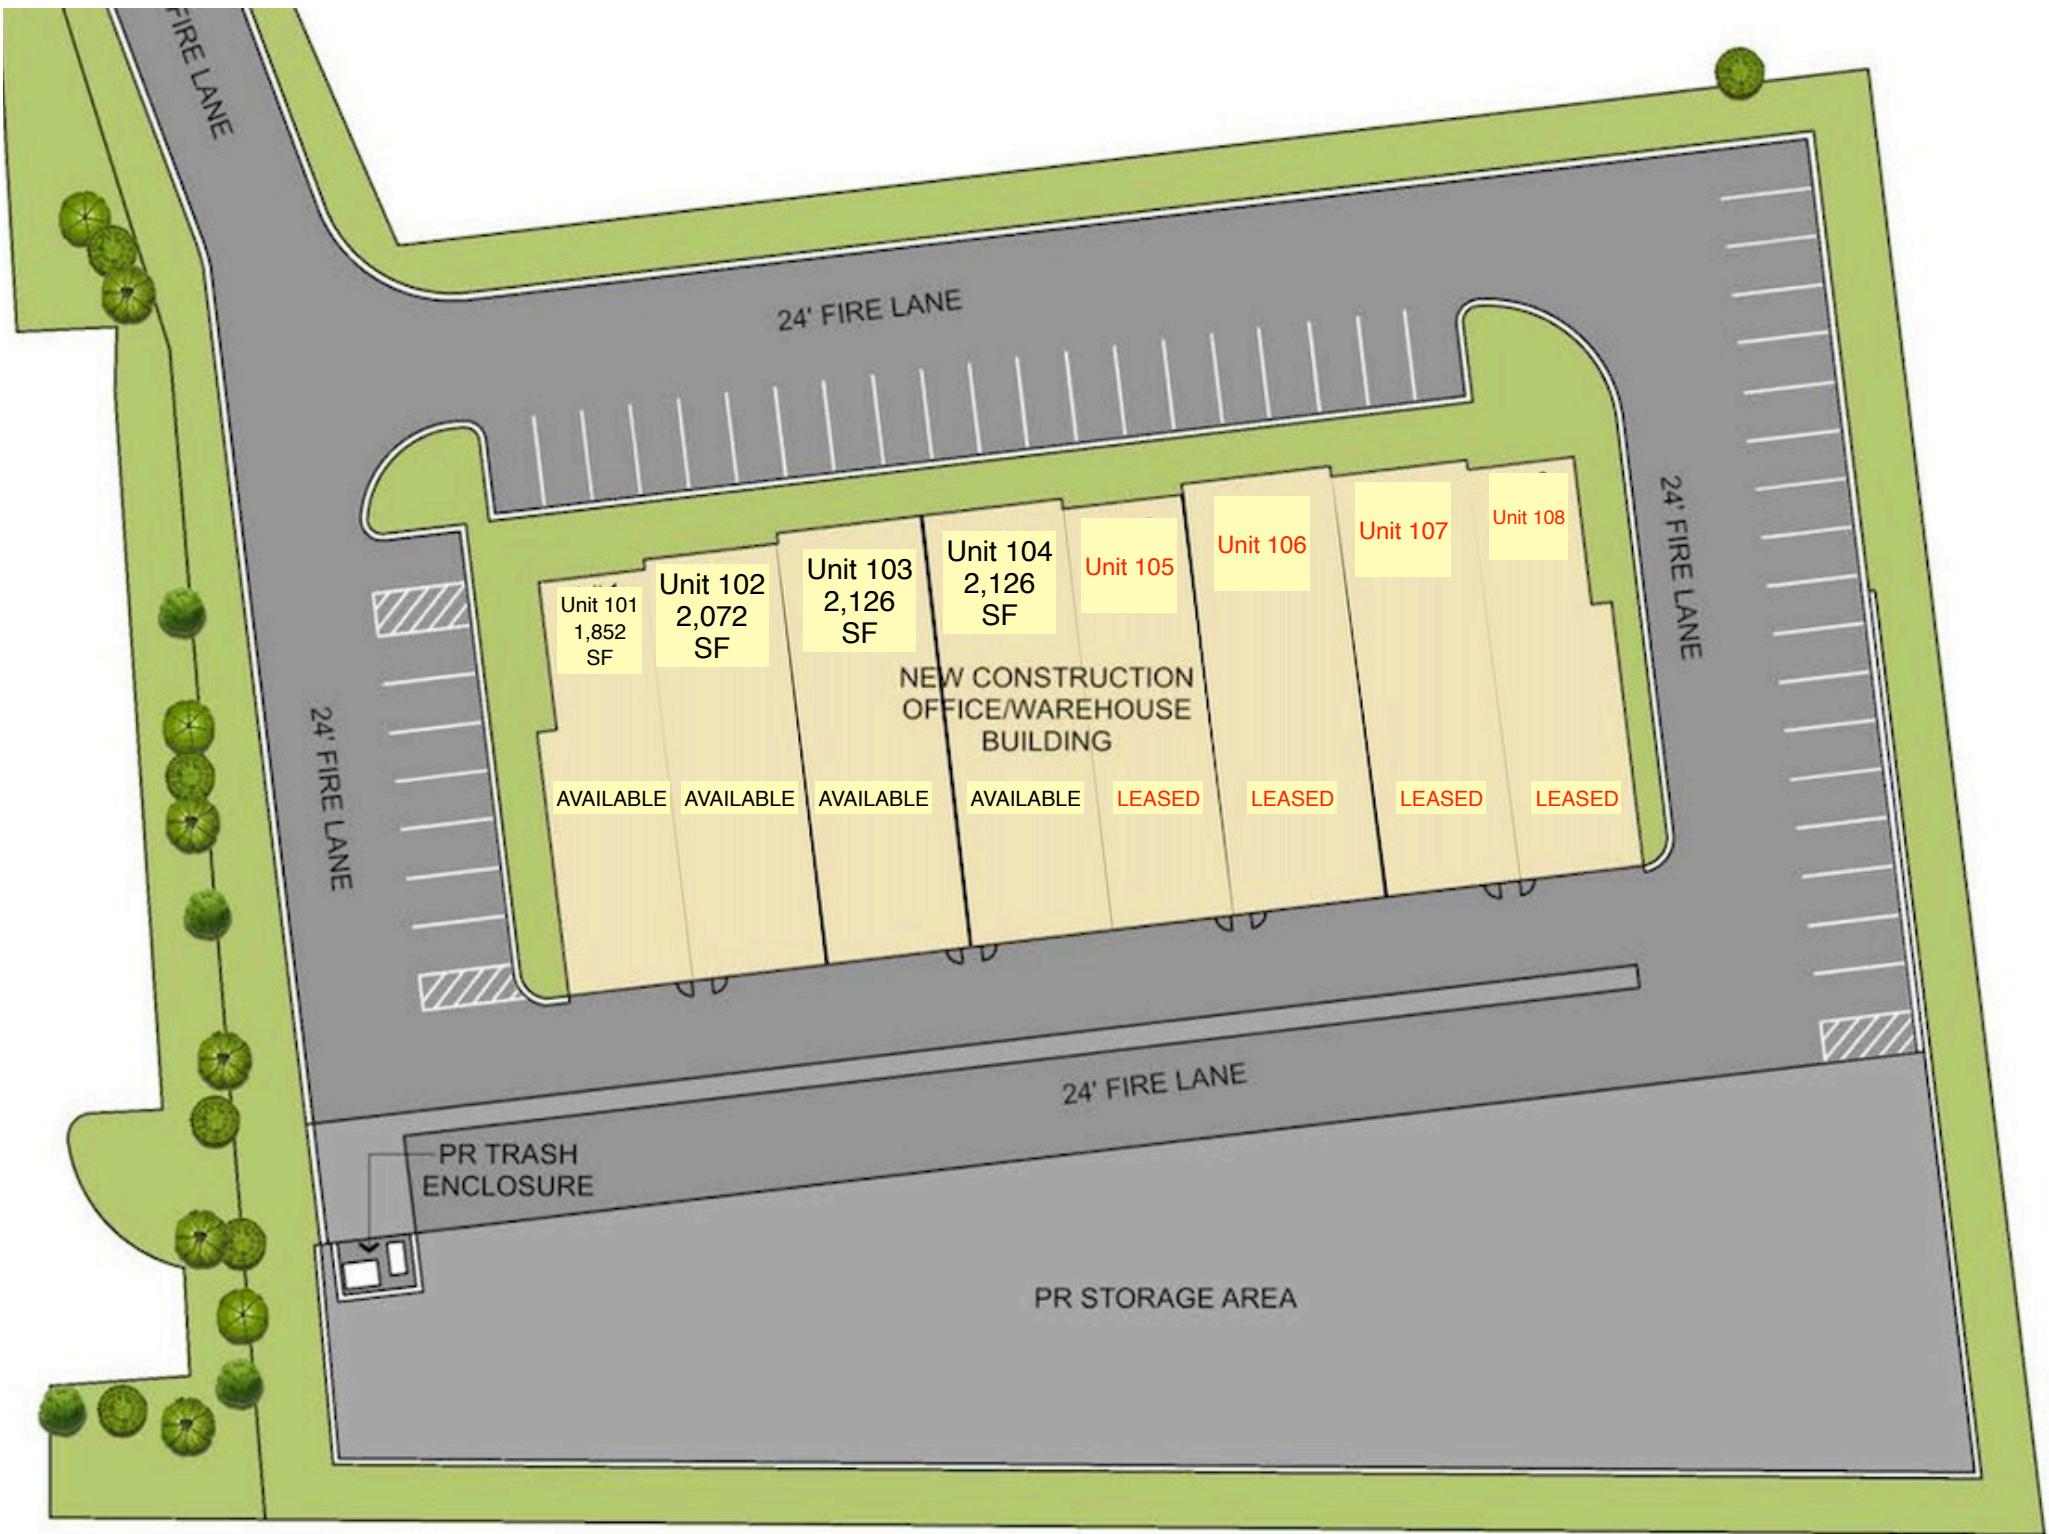 FIRE LANE
24' FIRE LANE
Unit 101
1,852
SF
Unit 102
2,072
SF
Unit 103
2,126
SF
Unit 104
2,126
SF
Unit 105
Unit 106
Unit 107
Unit 108
24' FIRE LANE
NEW CONSTRUCTION
OFFICE/WAREHOUSE
BUILDING
24' FIRE LANE
AVAILABLE
AVAILABLE
AVAILABLE
AVAILABLE
LEASED
LEASED
LEASED
LEASED
24' FIRE LANE
PR TRASH
ENCLOSURE
PR STORAGE AREA